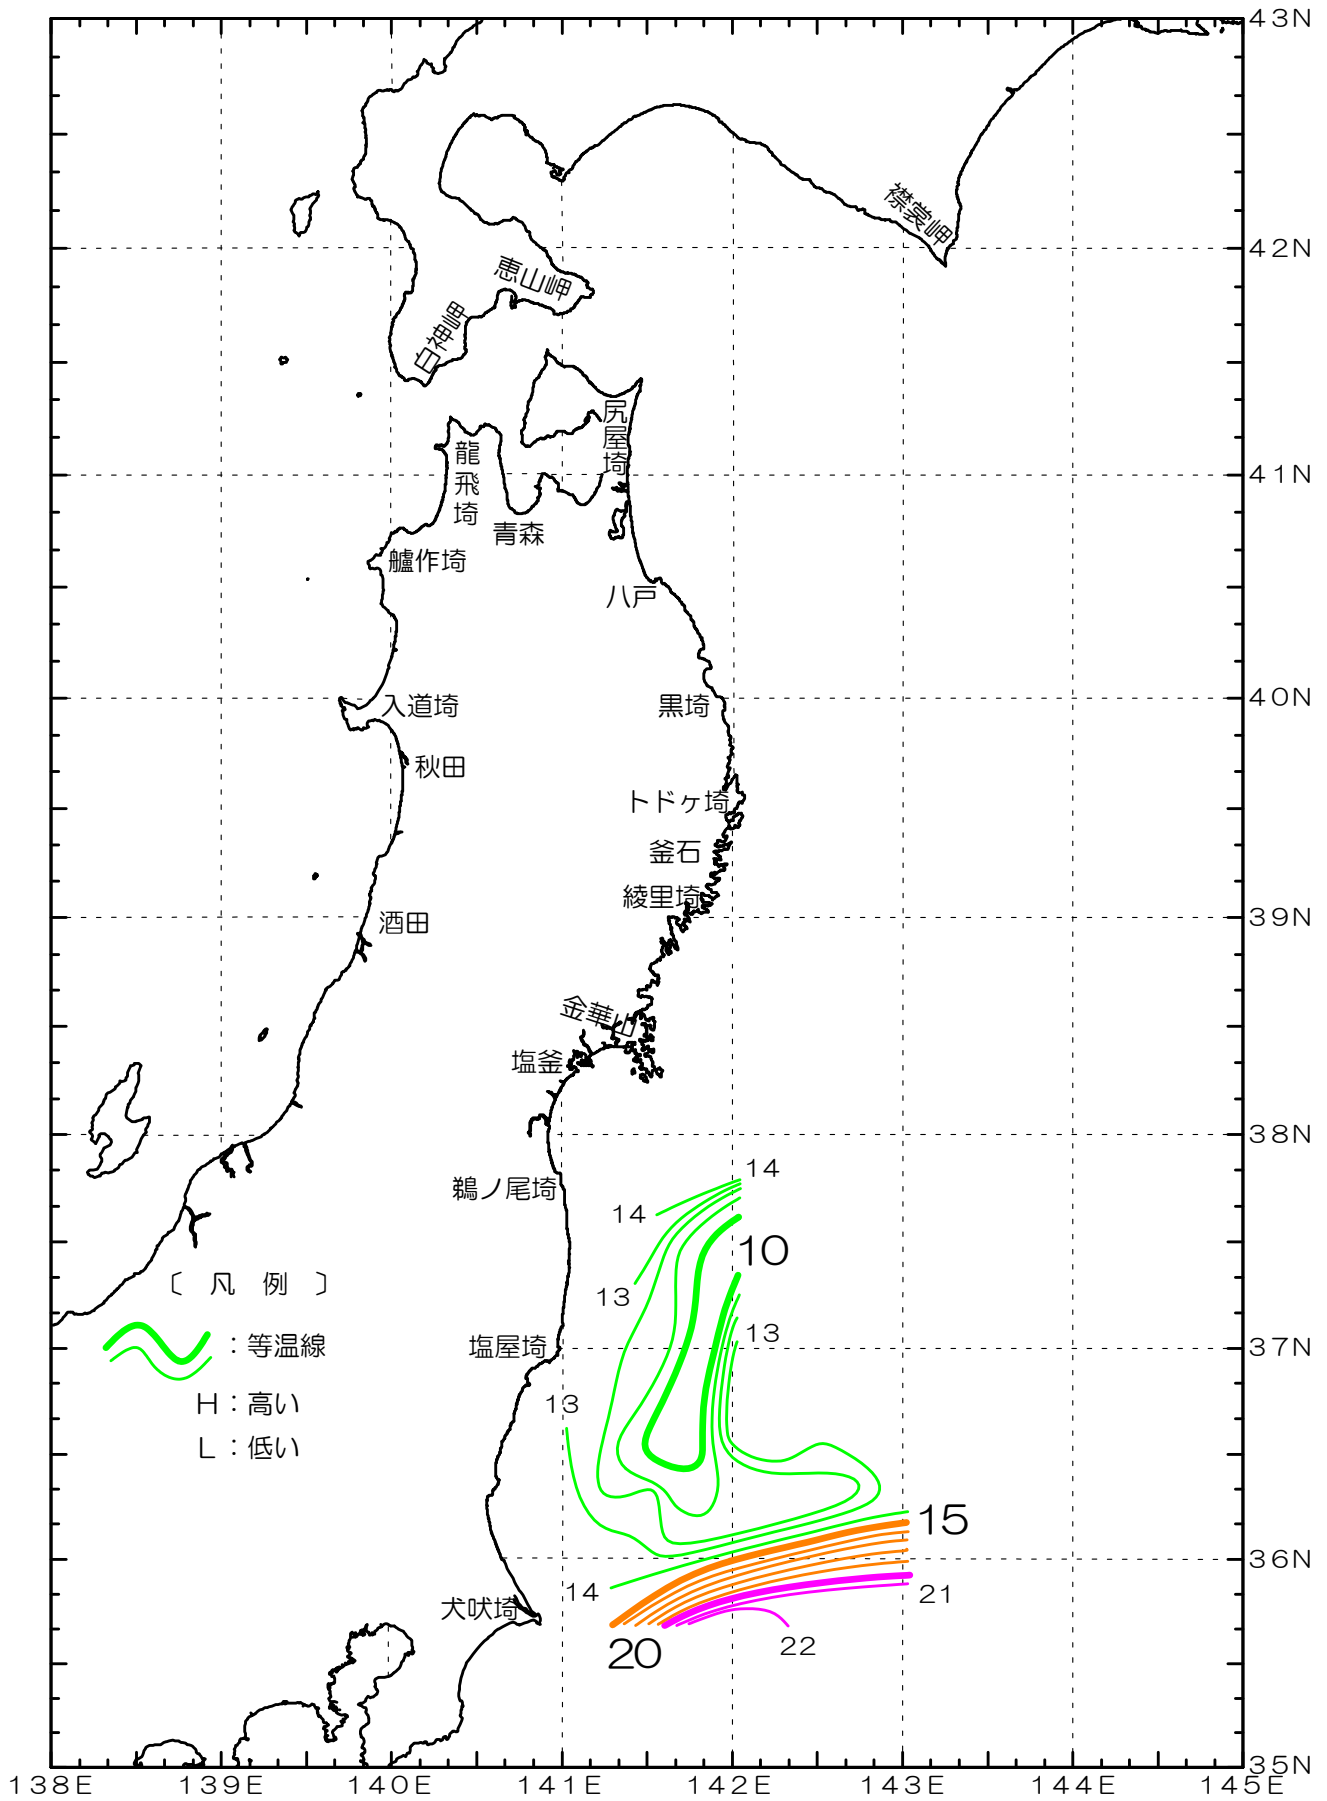 43N
襟裳岬
42N
恵山岬
白神岬
尻屋埼
龍飛埼
41N
青森
艫作埼
八戸
入道埼
黒埼
40N
秋田
トドヶ埼
釜石
綾里埼
39N
酒田
金華山
塩釜
38N
14
鵜ノ尾埼
14
10
〔 凡 例 〕
13
13
：等温線
塩屋埼
37N
H：高い
13
L：低い
15
36N
14
21
犬吠埼
20
22
35N
138E 139E 140E 141E 142E 143E 144E 145E